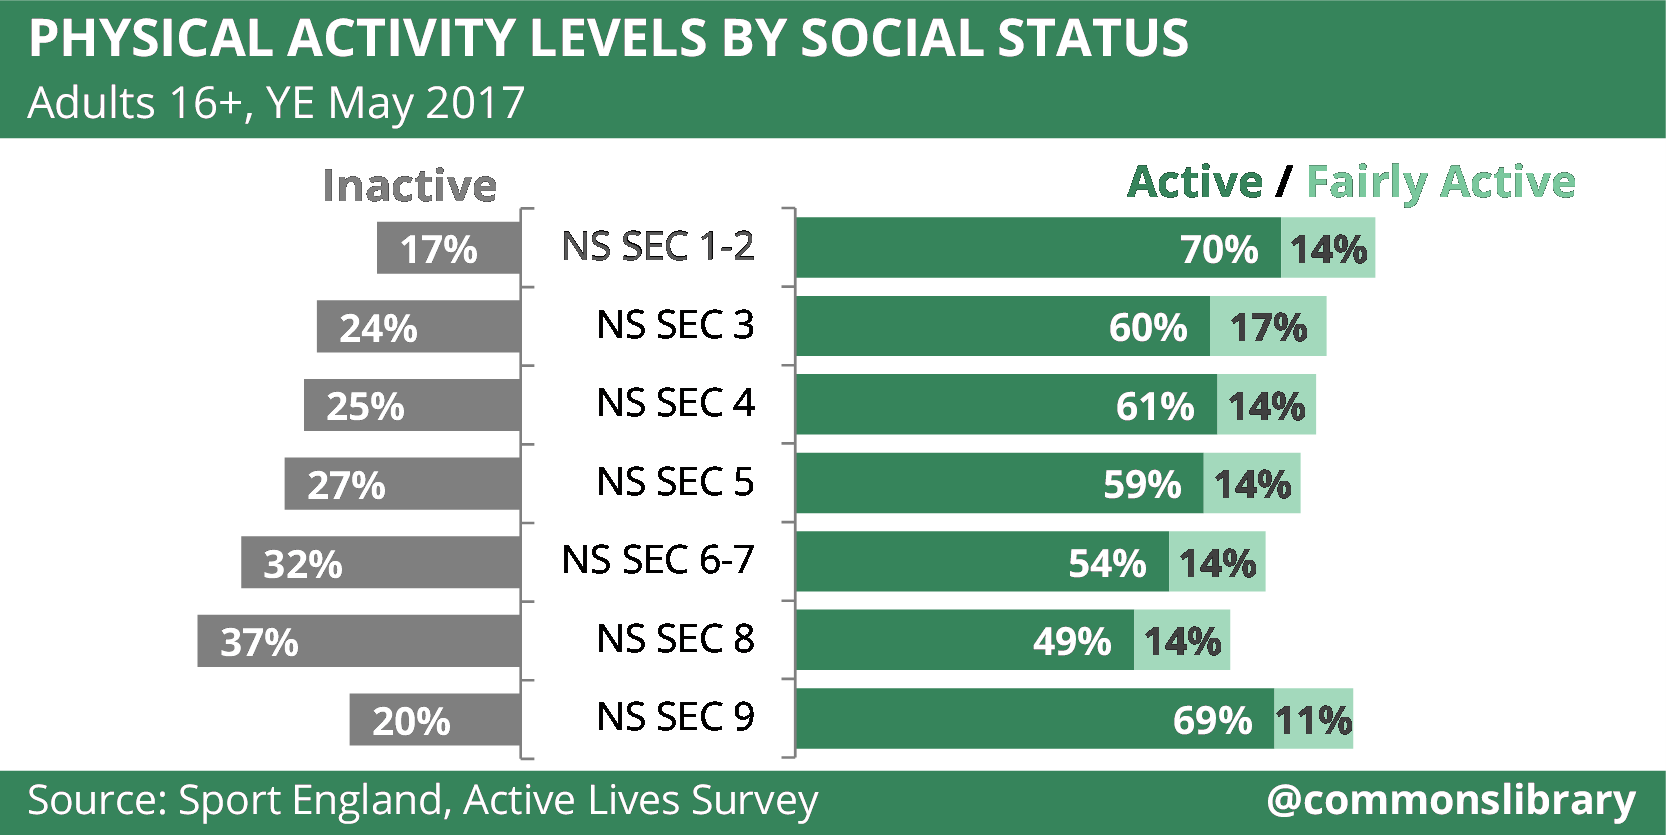 PHYSICAL ACTIVITY LEVELS BY SOCIAL STATUS
Adults 16+, YE May 2017
Inactive
Active / Fairly Active
17% NS SEC 1-2 70% 14%
24% NS SEC 3 60% 17%
25% NS SEC 4 61% 14%
27% NS SEC 5 59% 14%
32% NS SEC 6-7 54% 14%
37% NS SEC 8 49% 14%
20% NS SEC 9 69% 11%
Source: Sport England, Active Lives Survey
@commonslibrary